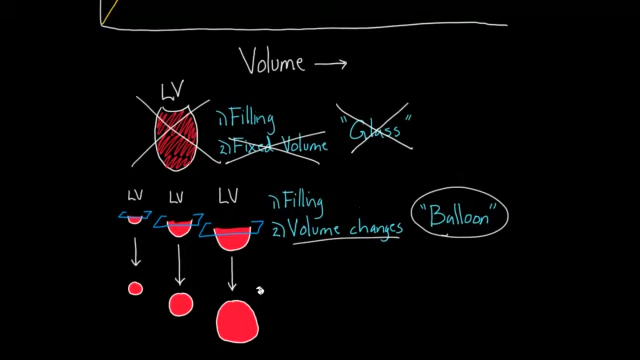 Volume →
LV
1) Filling
2) Fixed Volume
"Glass"
LV LV LV
1) Filling
2) Volume changes
"Balloon"